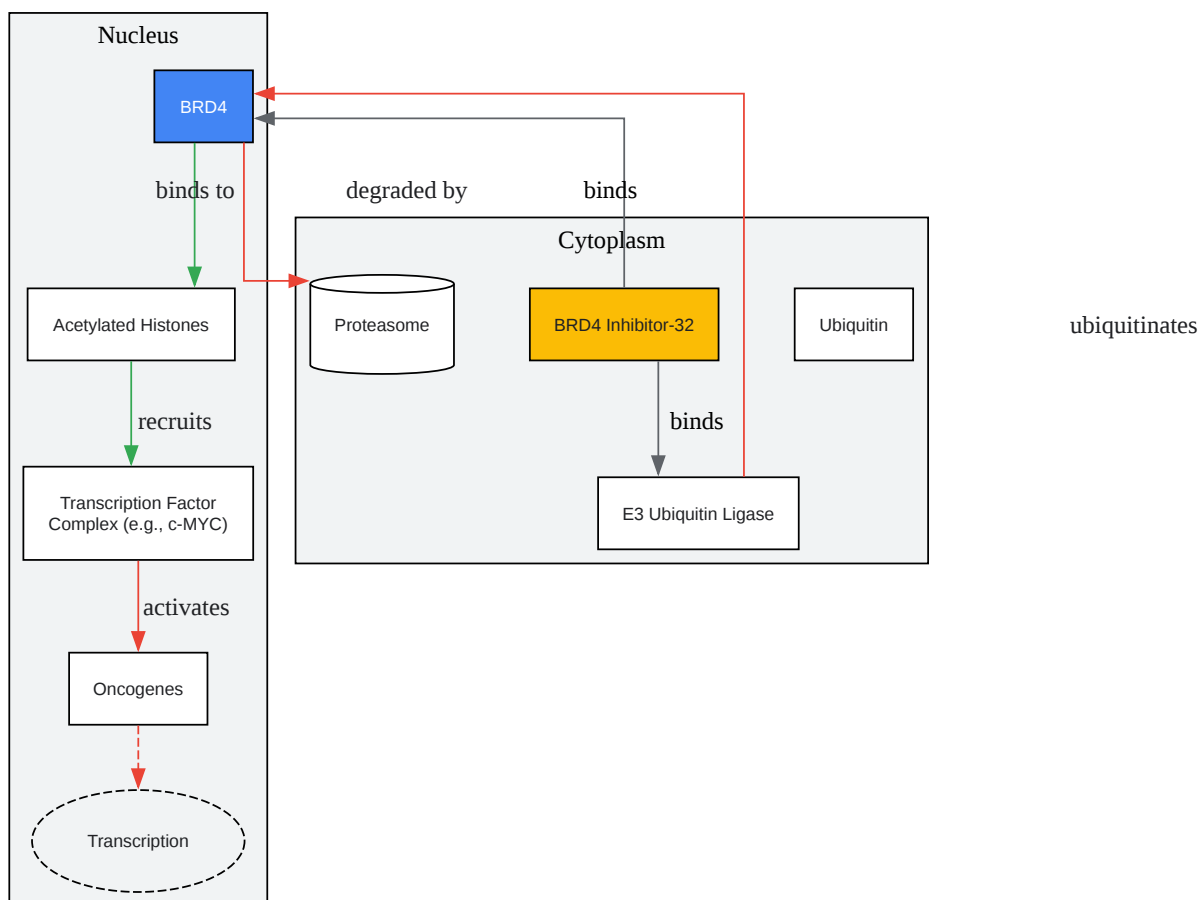 Nucleus
BRD4
binds to
degraded by
binds
Cytoplasm
Acetylated Histones
Proteasome
BRD4 Inhibitor-32
Ubiquitin
ubiquitinates
recruits
binds
Transcription Factor
Complex (e.g., c-MYC)
E3 Ubiquitin Ligase
activates
Oncogenes
Transcription